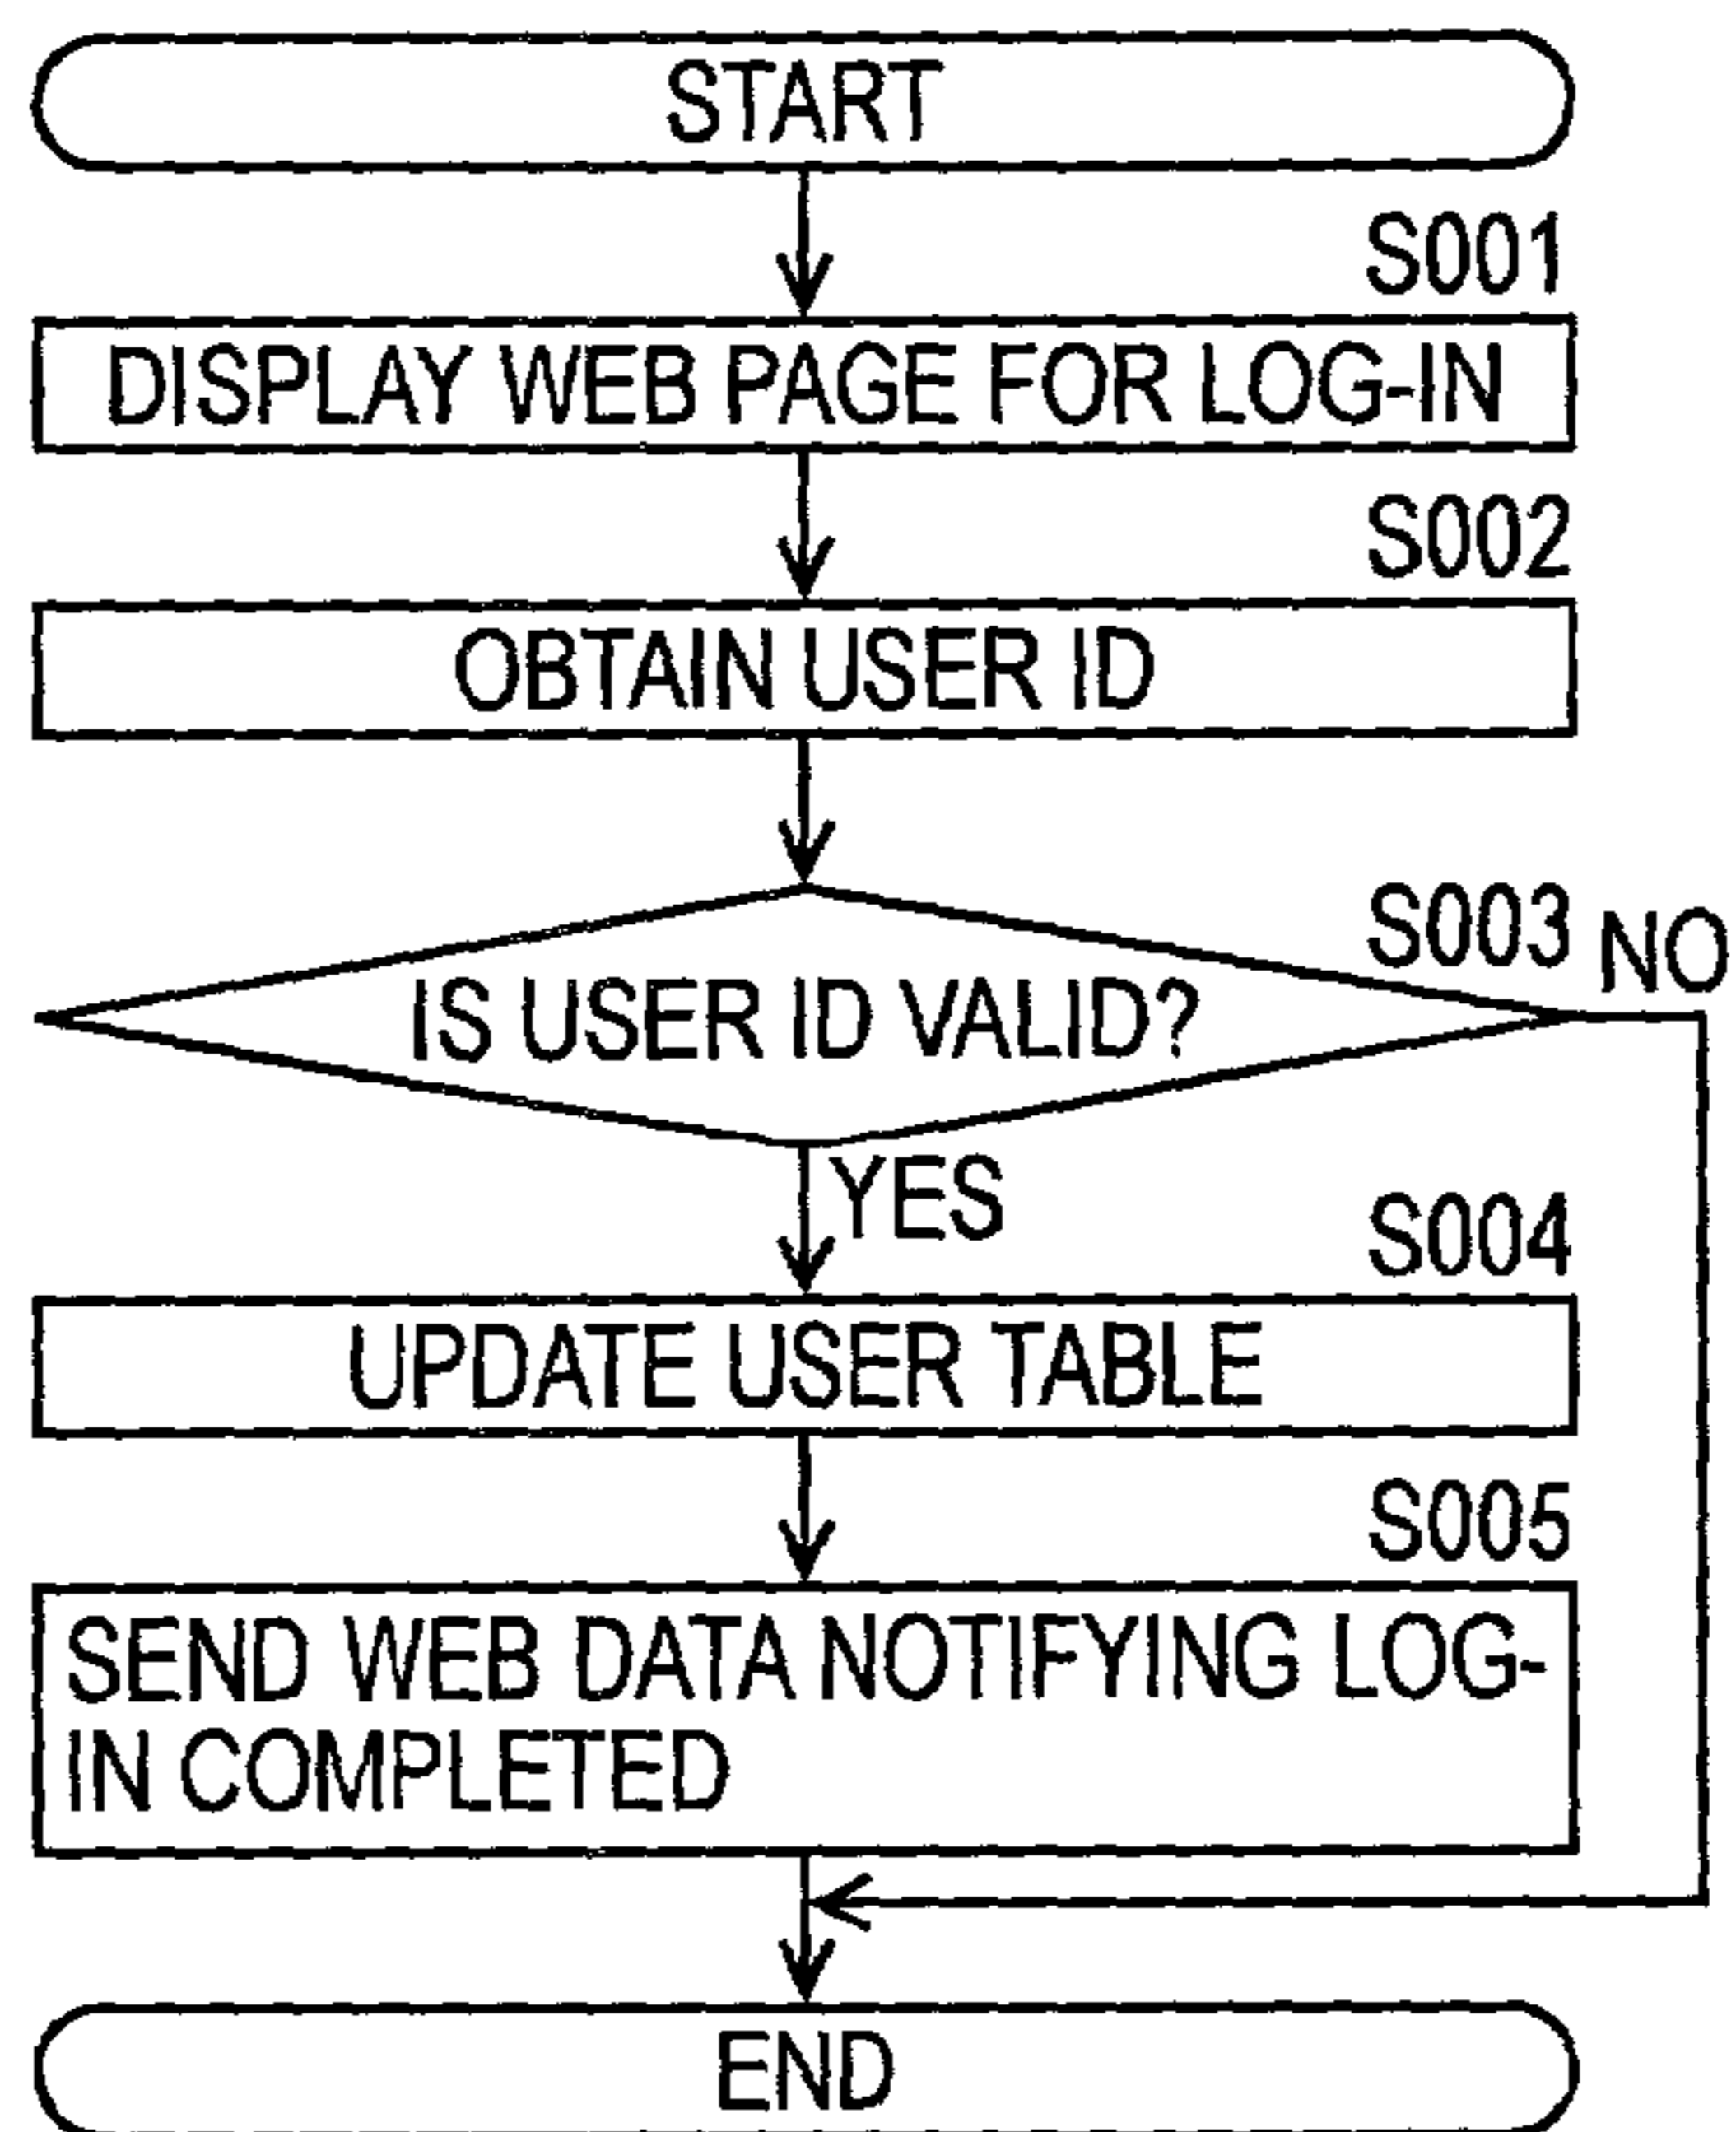 START
S001
DISPLAY WEB PAGE FOR LOG-IN
S002
OBTAIN USER ID
S003
NO
IS USER ID VALID?
YES
S004
UPDATE USER TABLE
S005
SEND WEB DATA NOTIFYING LOG-
IN COMPLETED
END